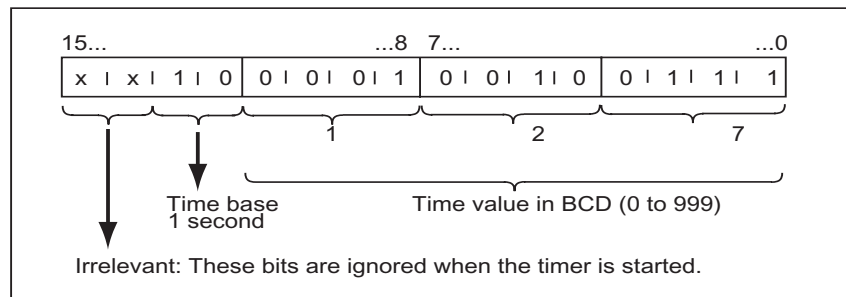 15... ...8 7... ...0
x x 1 0 0 0 0 1 0 0 1 0 0 1 1 1
1 2 7
Time base
1 second
Time value in BCD (0 to 999)
Irrelevant: These bits are ignored when the timer is started.